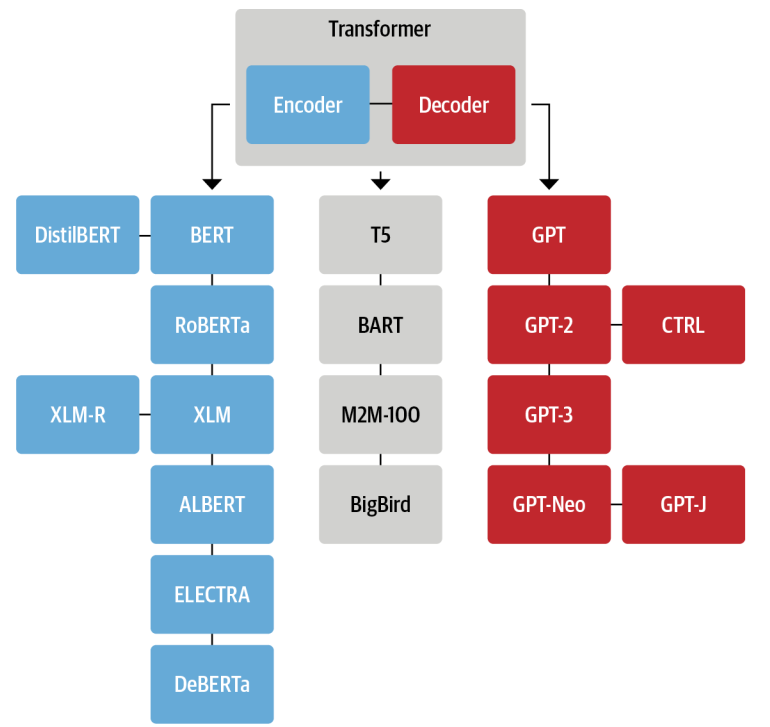 Transformer
Encoder
Decoder
DistilBERT
BERT
T5
GPT
RoBERTa
BART
GPT-2
CTRL
XLM-R
XLM
M2M-100
GPT-3
ALBERT
BigBird
GPT-Neo
GPT-J
ELECTRA
DeBERTa